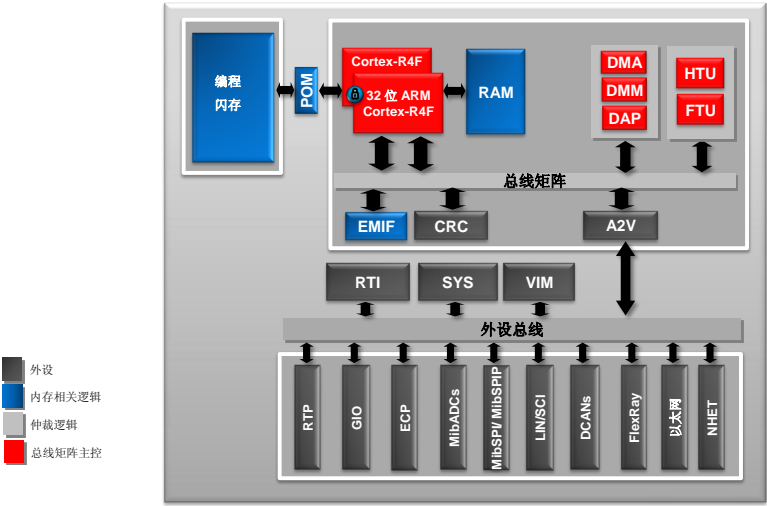 编程
闪存
POM
Cortex-R4F
32 位 ARM
Cortex-R4F
RAM
DMA
DMM
DAP
HTU
FTU
总线矩阵
EMIF
CRC
A2V
RTI
SYS
VIM
外设总线
RTP
GIO
ECP
MibADCs
MibSPI/ MibSPIP
LIN/SCI
DCANs
FlexRay
以太网
NHET
外设
内存相关逻辑
仲裁逻辑
总线矩阵主控